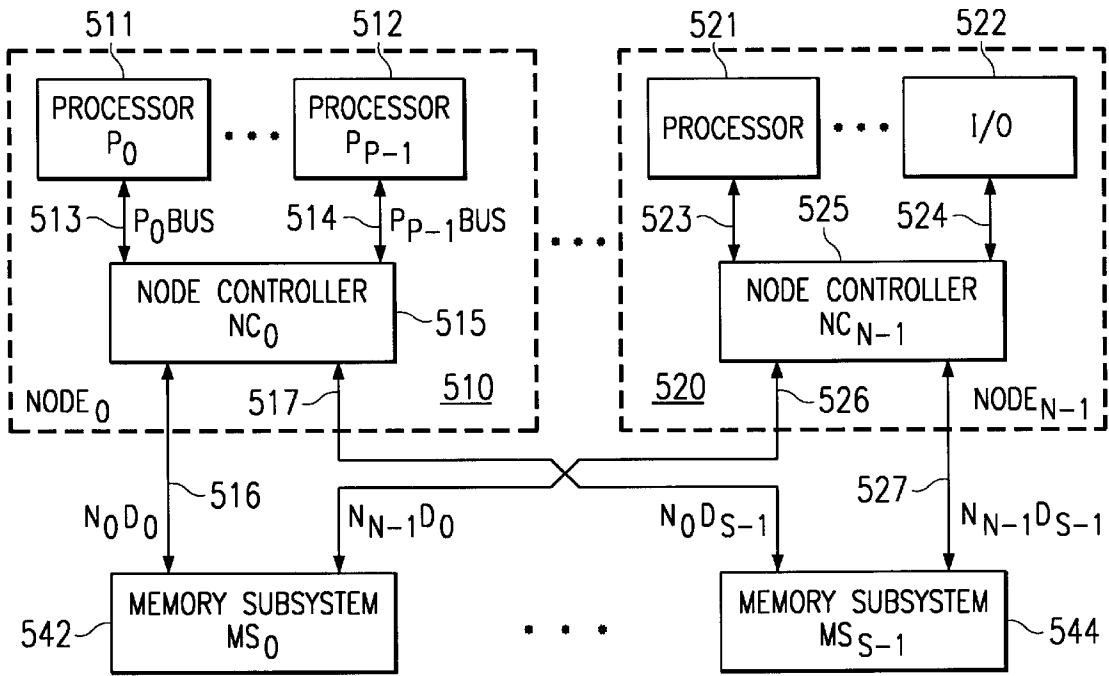 511
512
521
522
PROCESSOR
P0
PROCESSOR
PP-1
PROCESSOR
I/O
513
P0BUS
514
PP-1BUS
523
525
524
NODE CONTROLLER
NC0
515
NODE CONTROLLER
NCN-1
NODE0
517
510
520
526
NODEN-1
516
527
N0D0
NN-1D0
N0DS-1
NN-1DS-1
542
MEMORY SUBSYSTEM
MS0
MEMORY SUBSYSTEM
MSS-1
544